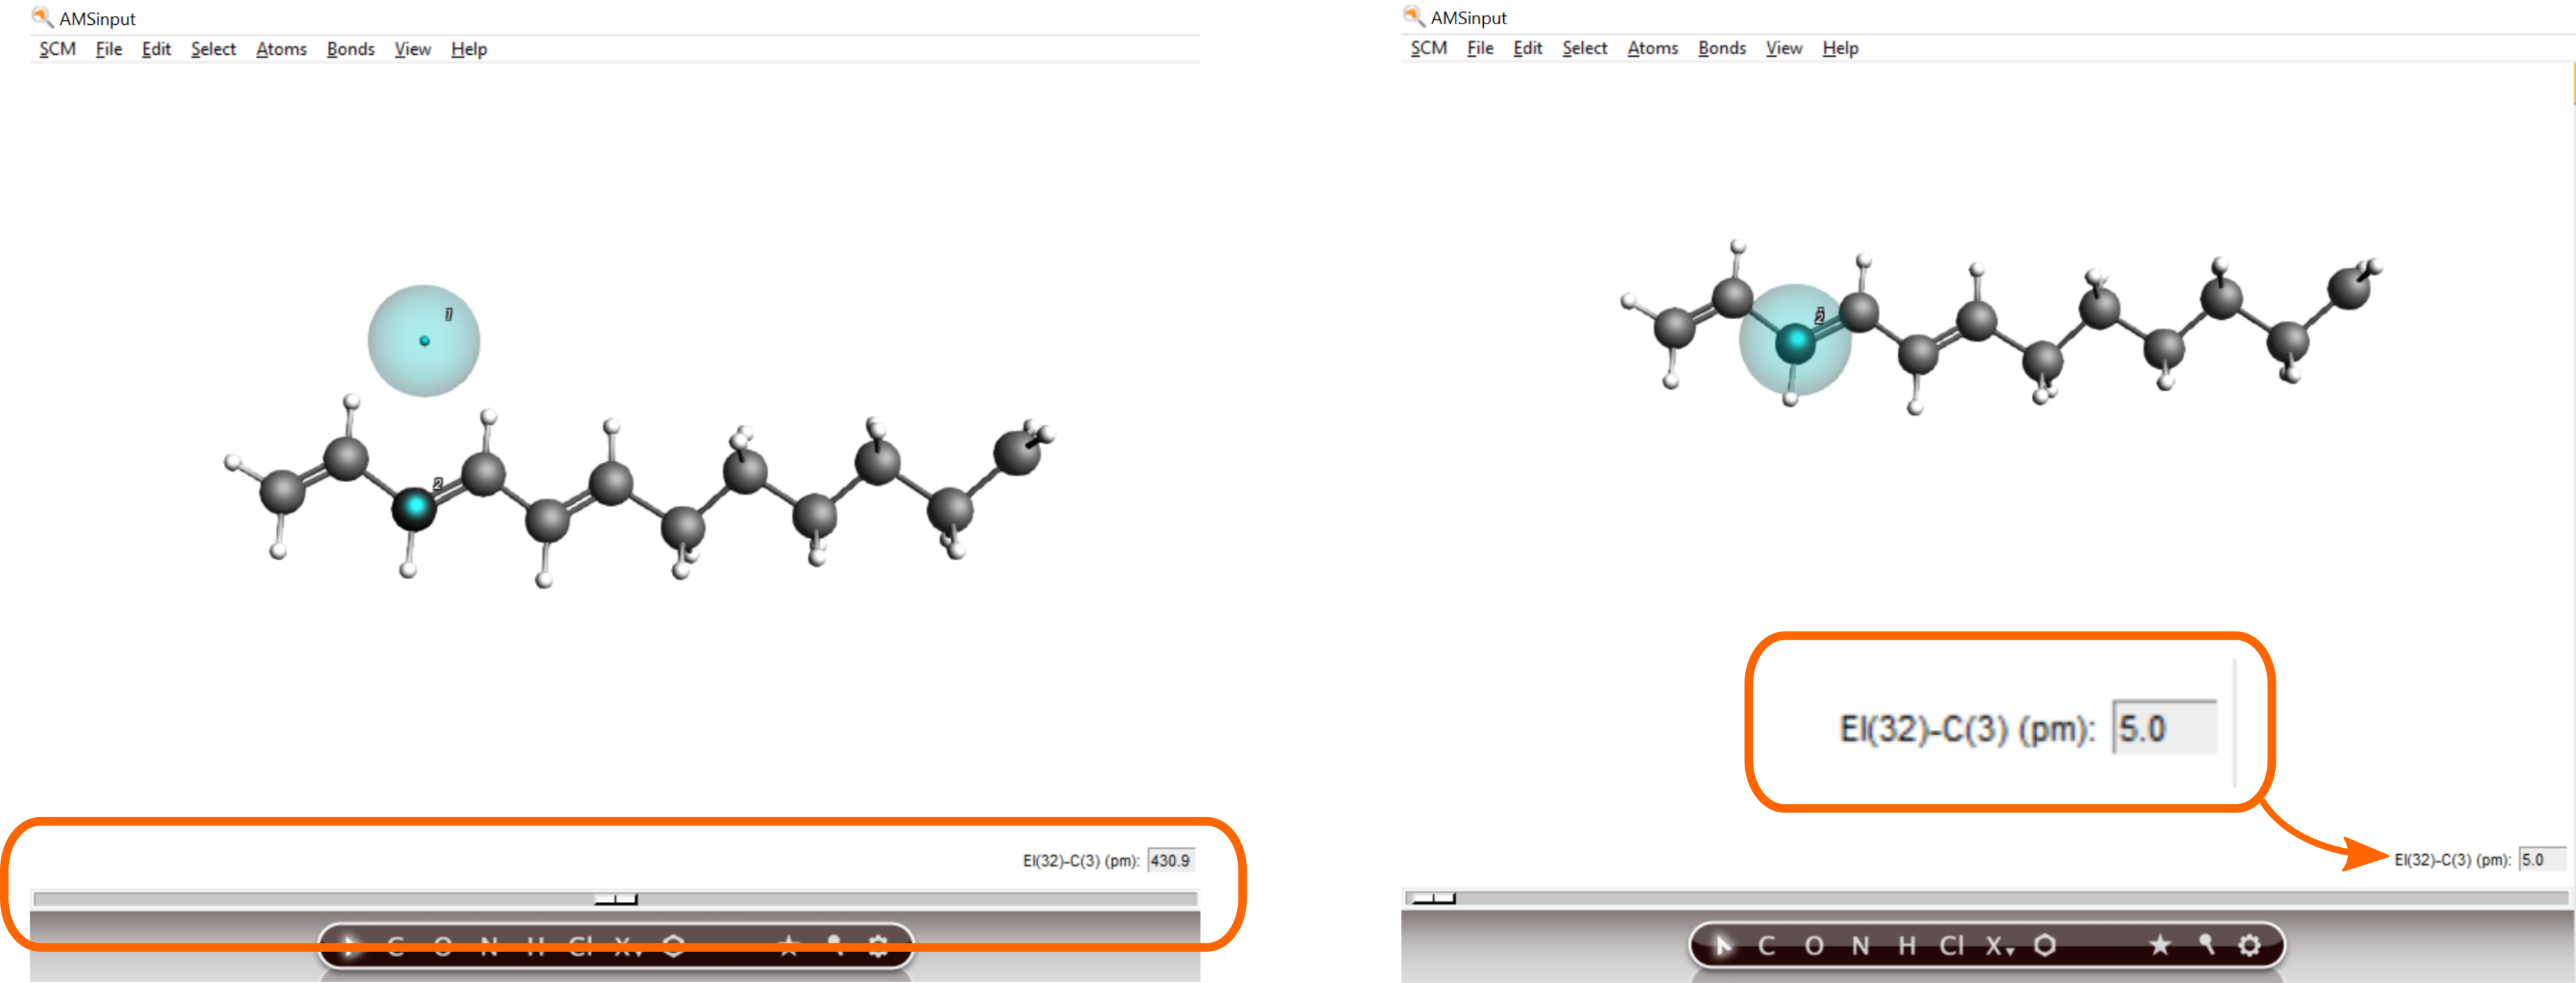 AMSinput
SCM File Edit Select Atoms Bonds View Help
1
2
El(32)-C(3) (pm): 430.9
C O N H Cl X
AMSinput
SCM File Edit Select Atoms Bonds View Help
El(32)-C(3) (pm): 5.0
El(32)-C(3) (pm): 5.0
C O N H Cl X